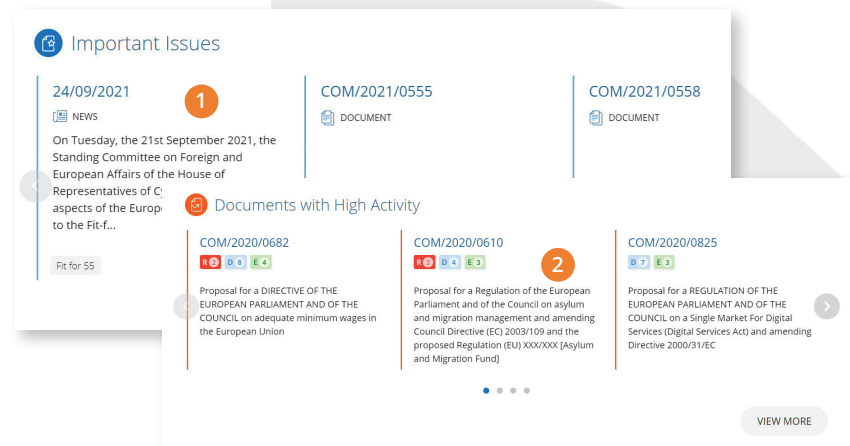 Important Issues
24/09/2021
1
NEWS
On Tuesday, the 21st September 2021, the
Standing Committee on Foreign and
European Affairs of the House of
Representatives of
aspects of the
to the Fit-f...
Fit for 55
COM/2021/0555
DOCUMENT
COM/2021/0558
DOCUMENT
Documents with High Activity
COM/2020/0682
R 2 D 8 E 4
Proposal for a DIRECTIVE OF THE
EUROPEAN PARLIAMENT AND OF THE
COUNCIL on adequate minimum wages in
the European Union
COM/2020/0610
R 3 D 4 E 3
2
Proposal for a Regulation of the European
Parliament and of the Council on asylum
and migration management and amending
Council Directive (EC) 2003/109 and the
proposed Regulation (EU) XXX/XXX [Asylum
and Migration Fund]
COM/2020/0825
D 7 E 3
Proposal for a REGULATION OF THE
EUROPEAN PARLIAMENT AND OF THE
COUNCIL on a Single Market For Digital
Services (Digital Services Act) and amending
Directive 2000/31/EC
VIEW MORE